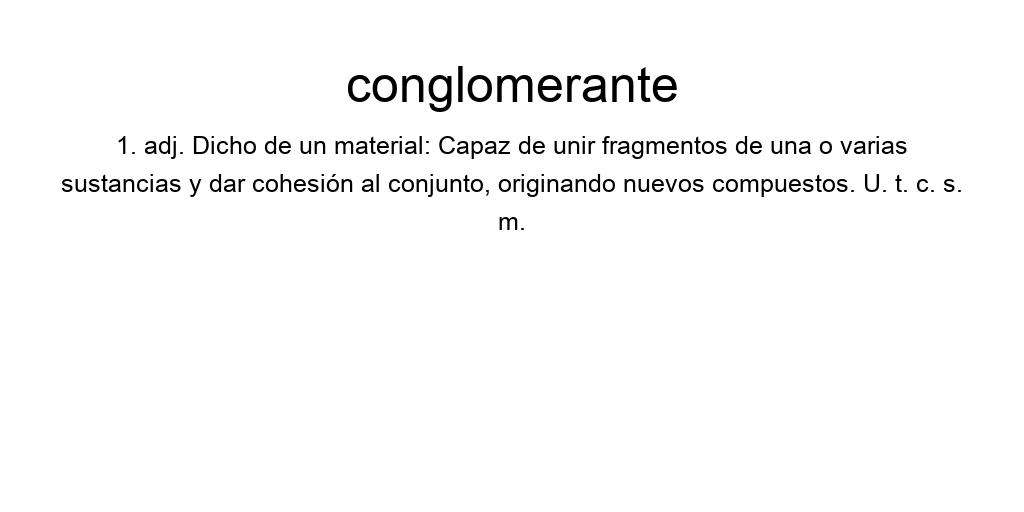 conglomerante
1. adj. Dicho de un material: Capaz de unir fragmentos de una o varias
sustancias y dar cohesión al conjunto, originando nuevos compuestos. U. t. c. s.
m.